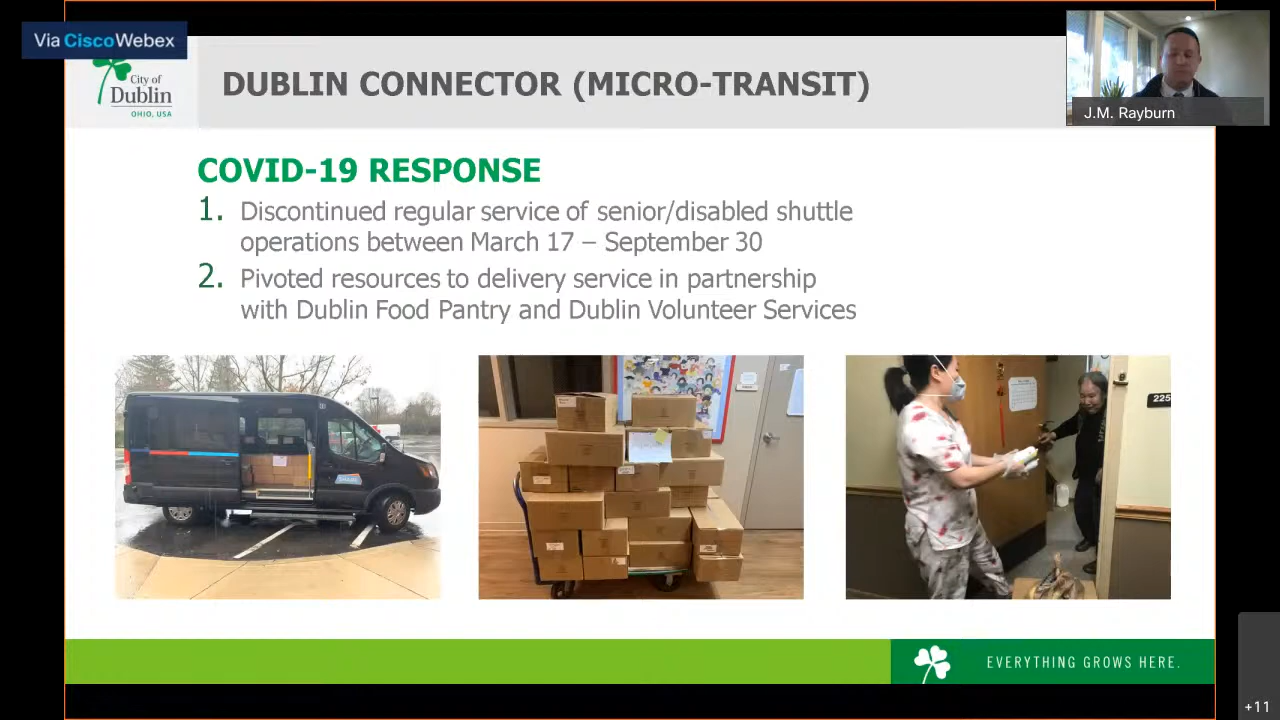 Via CiscoWebex
City of
Dublin
OHIO, USA
DUBLIN CONNECTOR (MICRO-TRANSIT)
J.M. Rayburn
COVID-19 RESPONSE
1. Discontinued regular service of senior/disabled shuttle
operations between March 17 – September 30
2. Pivoted resources to delivery service in partnership
with Dublin Food Pantry and Dublin Volunteer Services
225
EVERYTHING GROWS HERE.
+11